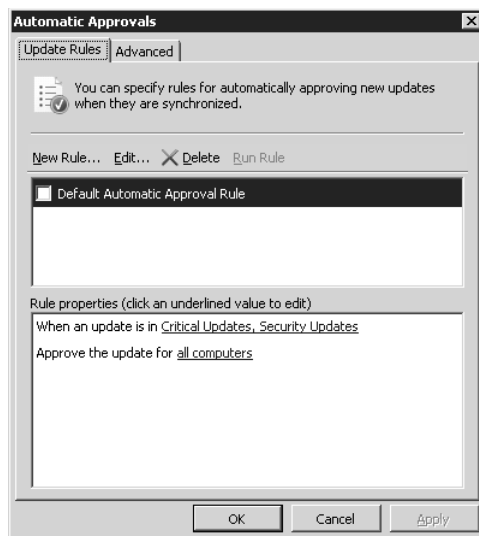 Automatic Approvals
Update Rules
Advanced
You can specify rules for automatically approving new updates
when they are synchronized.
New Rule... Edit... Delete Run Rule
Default Automatic Approval Rule
Rule properties (click an underlined value to edit)
When an update is in Critical Updates, Security Updates
Approve the update for all computers
OK Cancel Apply